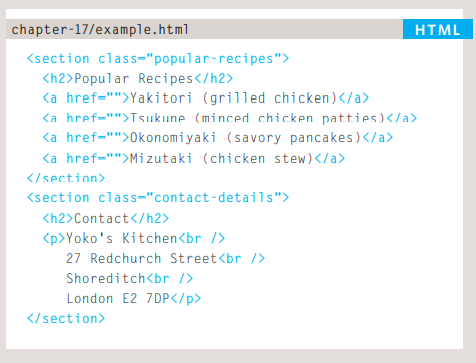 chapter-17/example.html HTML
<section class="popular-recipes">
  <h2>Popular Recipes</h2>
  <a href="">Yakitori (grilled chicken)</a>
  <a href="">Tsukune (minced chicken patties)</a>
  <a href="">Okonomiyaki (savory pancakes)</a>
  <a href="">Mizutaki (chicken stew)</a>
</section>
<section class="contact-details">
  <h2>Contact</h2>
  <p>Yoko's Kitchen<br />
     27 Redchurch Street<br />
     Shoreditch<br />
     London E2 7DP</p>
</section>